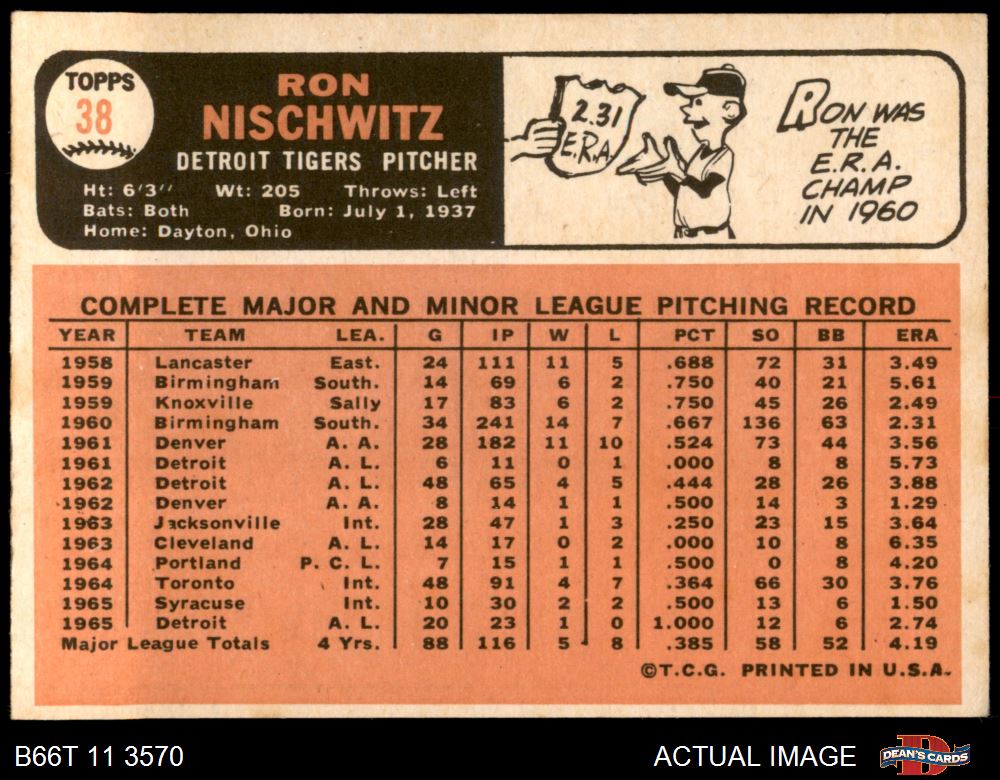 TOPPS
38
RON
NISCHWITZ
DETROIT TIGERS PITCHER
Ht: 6'3" Wt: 205 Throws: Left
Bats: Both Born: July 1, 1937
Home: Dayton, Ohio
2.31
E.R.A.
RON WAS
THE
E.R.A.
CHAMP
IN 1960
COMPLETE MAJOR AND MINOR LEAGUE PITCHING RECORD
YEAR TEAM LEA. G IP W L PCT SO BB ERA
1958 Lancaster East. 24 111 11 5 .688 72 31 3.49
1959 Birmingham South. 14 69 6 2 .750 40 21 5.61
1959 Knoxville Sally 17 83 6 2 .750 45 26 2.49
1960 Birmingham South. 34 241 14 7 .667 136 63 2.31
1961 Denver A. A. 28 182 11 10 .524 73 44 3.56
1961 Detroit A. L. 6 11 0 1 .000 8 8 5.73
1962 Detroit A. L. 48 65 4 5 .444 28 26 3.88
1962 Denver A. A. 8 14 1 1 .500 14 3 1.29
1963 Jacksonville Int. 28 47 1 3 .250 23 15 3.64
1963 Cleveland A. L. 14 17 0 2 .000 10 8 6.35
1964 Portland P. C. L. 7 15 1 1 .500 0 8 4.20
1964 Toronto Int. 48 91 4 7 .364 66 30 3.76
1965 Syracuse Int. 10 30 2 2 .500 13 6 1.50
1965 Detroit A. L. 20 23 1 0 1.000 12 6 2.74
Major League Totals 4 Yrs. 88 116 5 8 .385 58 52 4.19
©T.C.G. PRINTED IN U.S.A.
B66T 11 3570 ACTUAL IMAGE DEAN'S CARDS